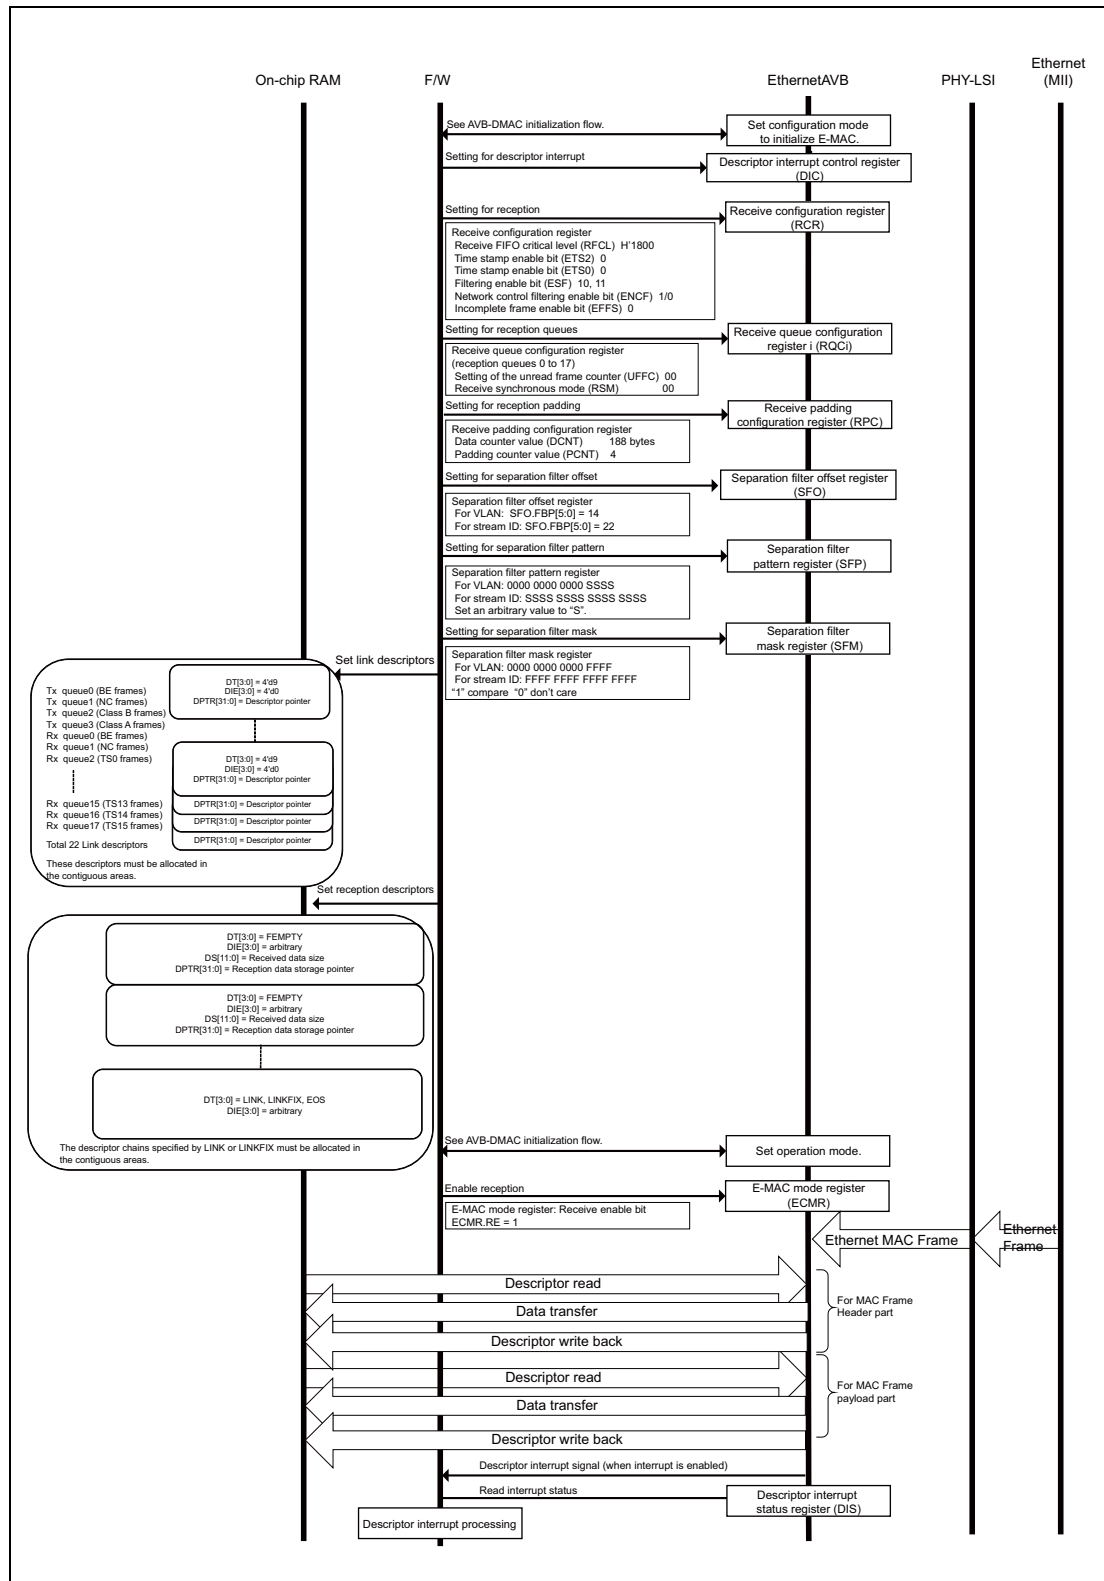 Ethernet
(MII)
On-chip RAM
F/W
EthernetAVB
PHY-LSI
See AVB-DMAC initialization flow.
Set configuration mode
to initialize E-MAC.
Setting for descriptor interrupt
Descriptor interrupt control register
(DIC)
Setting for reception
Receive configuration register
(RCR)
Receive configuration register
Receive FIFO critical level (RFCL) H'1800
Time stamp enable bit (ETS2) 0
Time stamp enable bit (ETS0) 0
Filtering enable bit (ESF) 10, 11
Network control filtering enable bit (ENCF) 1/0
Incomplete frame enable bit (EFFS) 0
Setting for reception queues
Receive queue configuration
register i (RQCi)
Receive queue configuration register
(reception queues 0 to 17)
Setting of the unread frame counter (UFFC) 00
Receive synchronous mode (RSM) 00
Setting for reception padding
Receive padding
configuration register (RPC)
Receive padding configuration register
Data counter value (DCNT) 188 bytes
Padding counter value (PCNT) 4
Setting for separation filter offset
Separation filter offset register
(SFO)
Separation filter offset register
For VLAN: SFO.FBP[5:0] = 14
For stream ID: SFO.FBP[5:0] = 22
Setting for separation filter pattern
Separation filter
pattern register (SFP)
Separation filter pattern register
For VLAN: 0000 0000 0000 SSSS
For stream ID: SSSS SSSS SSSS SSSS
Set an arbitrary value to “S”.
Setting for separation filter mask
Separation filter
mask register (SFM)
Separation filter mask register
For VLAN: 0000 0000 0000 FFFF
For stream ID: FFFF FFFF FFFF FFFF
“1” compare “0” don't care
Set link descriptors
Tx queue0 (BE frames)
Tx queue1 (NC frames)
Tx queue2 (Class B frames)
Tx queue3 (Class A frames)
Rx queue0 (BE frames)
Rx queue1 (NC frames)
Rx queue2 (TS0 frames)
Rx queue15 (TS13 frames)
Rx queue16 (TS14 frames)
Rx queue17 (TS15 frames)
Total 22 Link descriptors
These descriptors must be allocated in
the contiguous areas.
DT[3:0] = 4'd9
DIE[3:0] = 4'd0
DPTR[31:0] = Descriptor pointer
DT[3:0] = 4'd9
DIE[3:0] = 4'd0
DPTR[31:0] = Descriptor pointer
DPTR[31:0] = Descriptor pointer
DPTR[31:0] = Descriptor pointer
DPTR[31:0] = Descriptor pointer
Set reception descriptors
DT[3:0] = FEMPTY
DIE[3:0] = arbitrary
DS[11:0] = Received data size
DPTR[31:0] = Reception data storage pointer
DT[3:0] = FEMPTY
DIE[3:0] = arbitrary
DS[11:0] = Received data size
DPTR[31:0] = Reception data storage pointer
DT[3:0] = LINK, LINKFIX, EOS
DIE[3:0] = arbitrary
The descriptor chains specified by LINK or LINKFIX must be allocated in
the contiguous areas.
See AVB-DMAC initialization flow.
Set operation mode.
Enable reception
E-MAC mode register
(ECMR)
E-MAC mode register: Receive enable bit
ECMR.RE = 1
Ethernet MAC Frame
Ethernet
Frame
Descriptor read
Data transfer
Descriptor write back
For MAC Frame
Header part
Descriptor read
Data transfer
Descriptor write back
For MAC Frame
payload part
Descriptor interrupt signal (when interrupt is enabled)
Read interrupt status
Descriptor interrupt
status register (DIS)
Descriptor interrupt processing